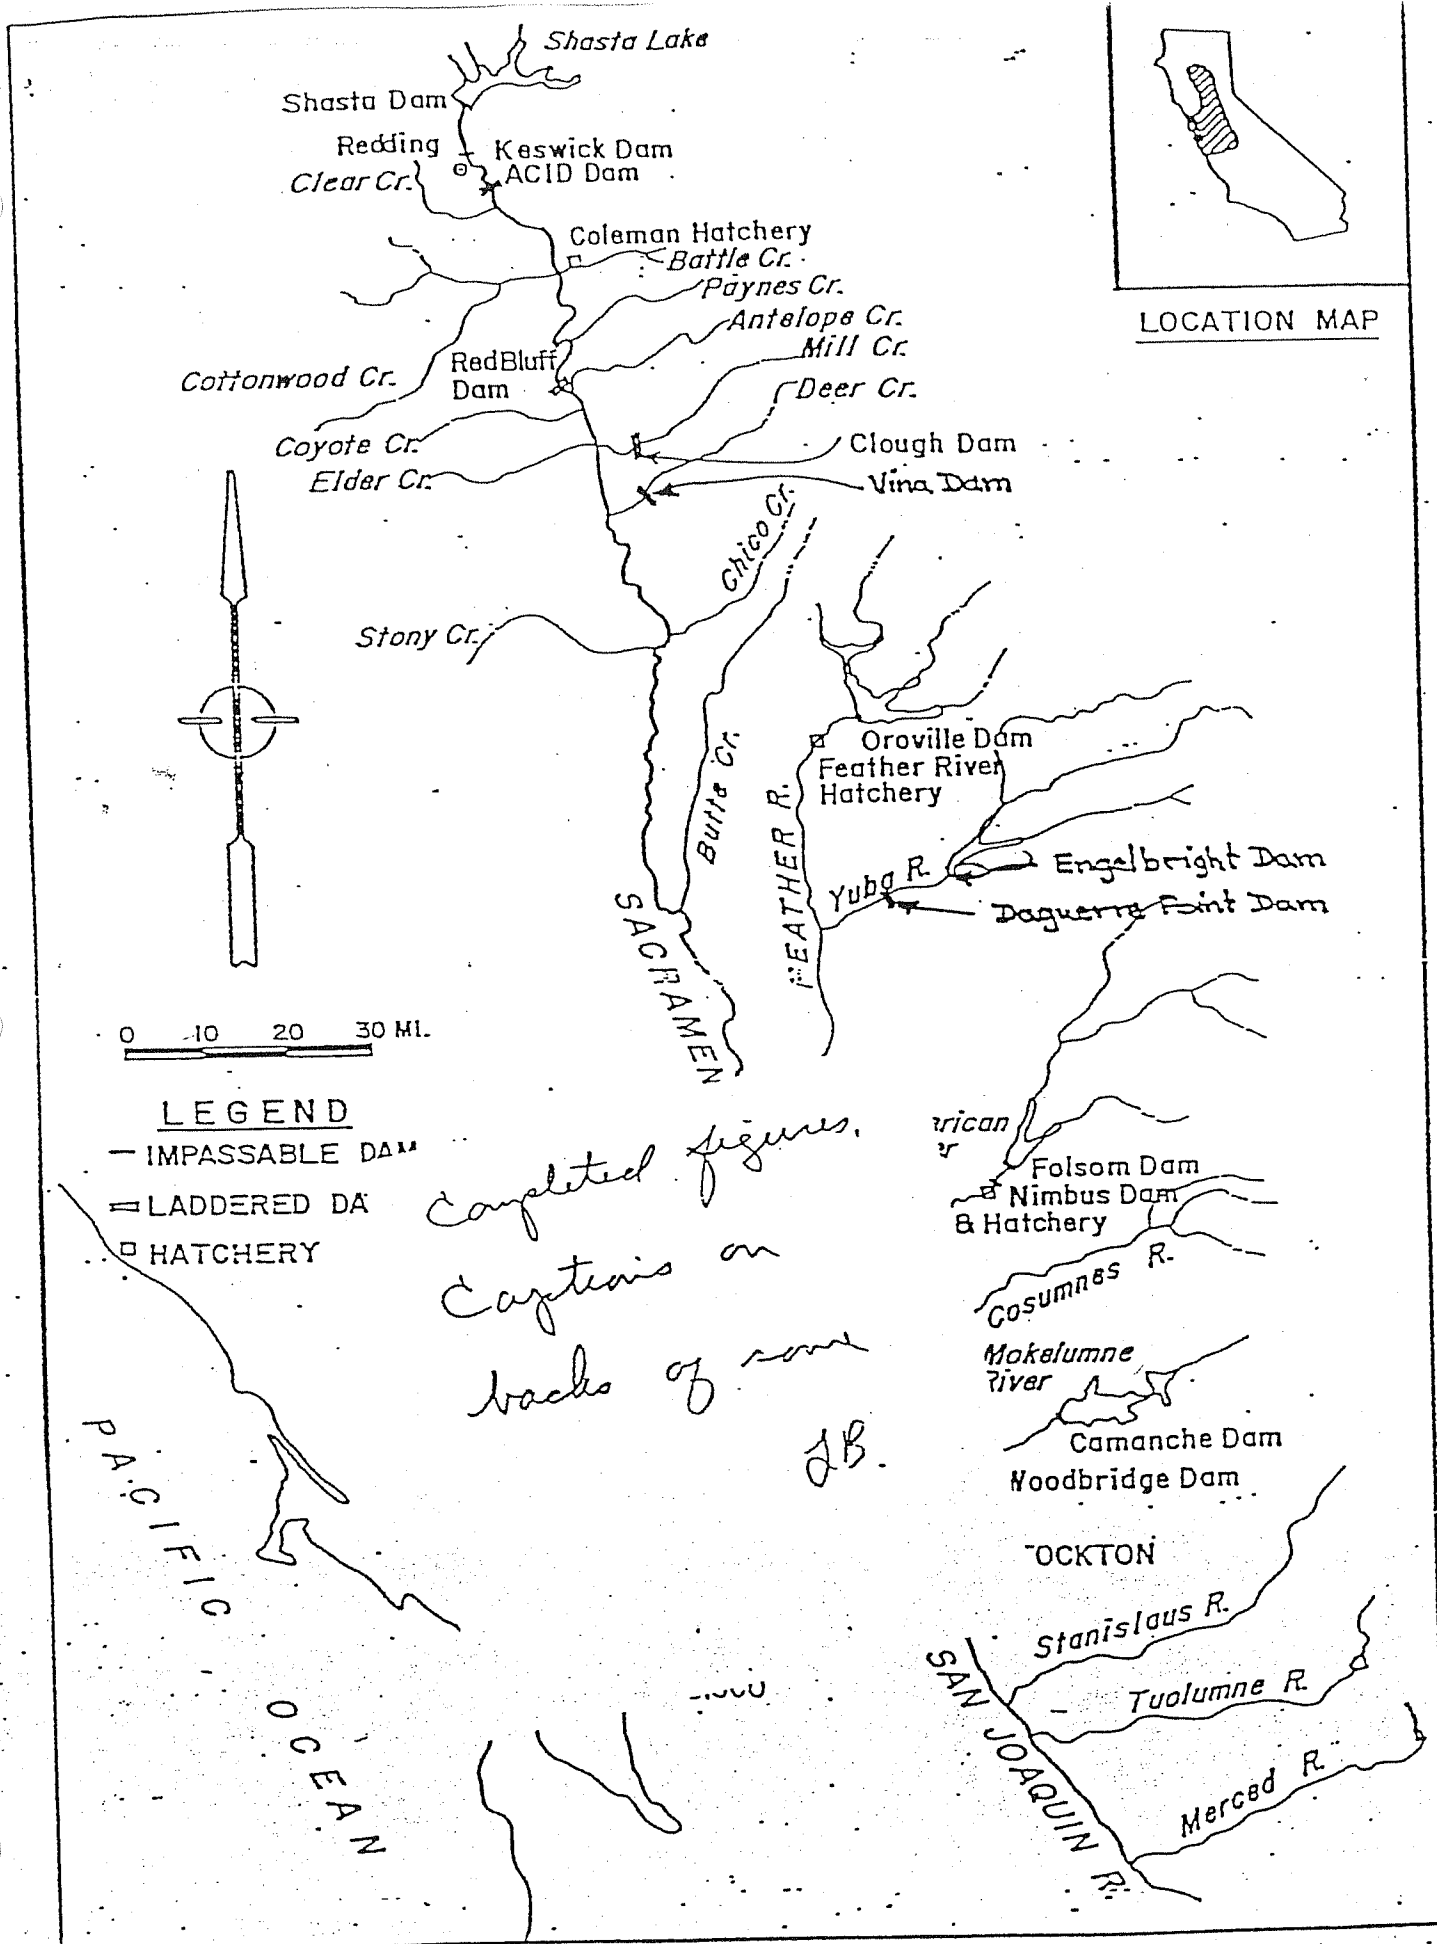 Shasta Lake
Shasta Dam
Redding
Keswick Dam
Clear Cr.
ACID Dam
Coleman Hatchery
Battle Cr.
Paynes Cr.
Antelope Cr.
LOCATION MAP
Mill Cr.
Red Bluff
Dam
Cottonwood Cr.
Deer Cr.
Coyote Cr.
Clough Dam
Elder Cr.
Vina Dam
Chico Cr.
Stony Cr.
Butte Cr.
Oroville Dam
Feather River
Hatchery
FEATHER R.
Yuba R.
Engelbright Dam
Daguerre Point Dam
SACRAMEN
0 10 20 30 MI.
LEGEND
IMPASSABLE DAM
LADDERED DA
HATCHERY
Completed figures.
Captions on
backs of some
JB.
rican
Folsom Dam
Nimbus Dam
& Hatchery
Cosumnes R.
Mokelumne
River
Camanche Dam
Woodbridge Dam
OCKTON
Stanislaus R.
Tuolumne R.
Merced R.
SAN JOAQUIN R.
PACIFIC OCEAN